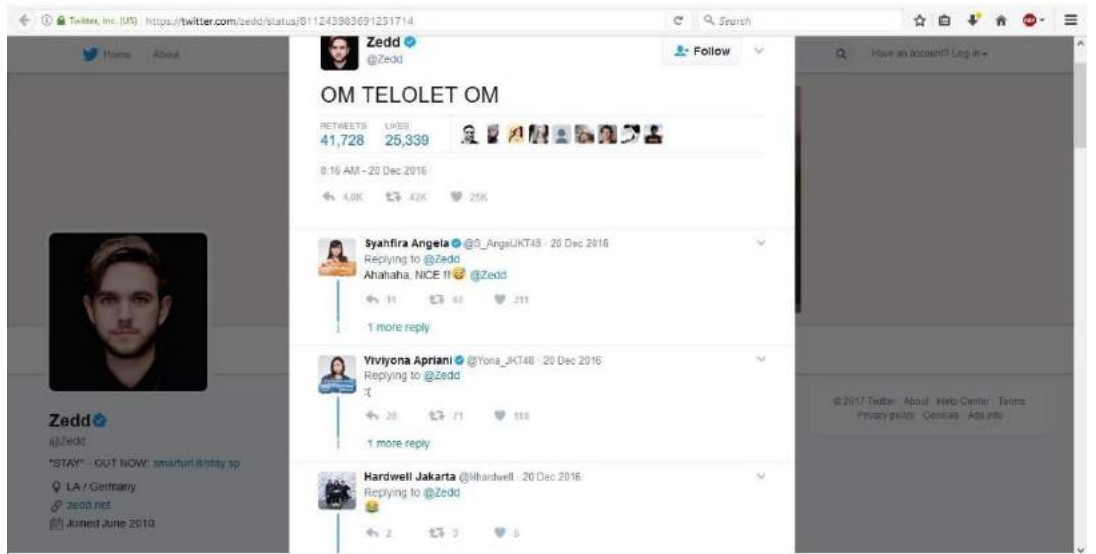 Twitter, Inc. (US) https://twitter.com/zedd/status/811243983691251714 Search
Home About
Zedd
@Zedd
Follow
Have an account? Log in
OM TELOLET OM
RETWEETS LIKES
41,728 25,339
8:16 AM - 20 Dec 2016
4.0K 42K 25K
Syahfira Angela @S_AngelJKT48 · 20 Dec 2016
Replying to @Zedd
Ahahaha, NICE !! @Zedd
11 211
1 more reply
Viviyona Apriani @Yona_JKT48 · 20 Dec 2016
Replying to @Zedd
:(
20 71
1 more reply
Hardwell Jakarta 20 Dec 2016
Replying to @Zedd
2 3 5
Zedd
@Zedd
"STAY" - OUT NOW: smarturl.it/stay.sp
LA / Germany
zedd.net
Joined June 2010
© 2017 Twitter About Help Center Terms
Privacy policy Cookies Ads info